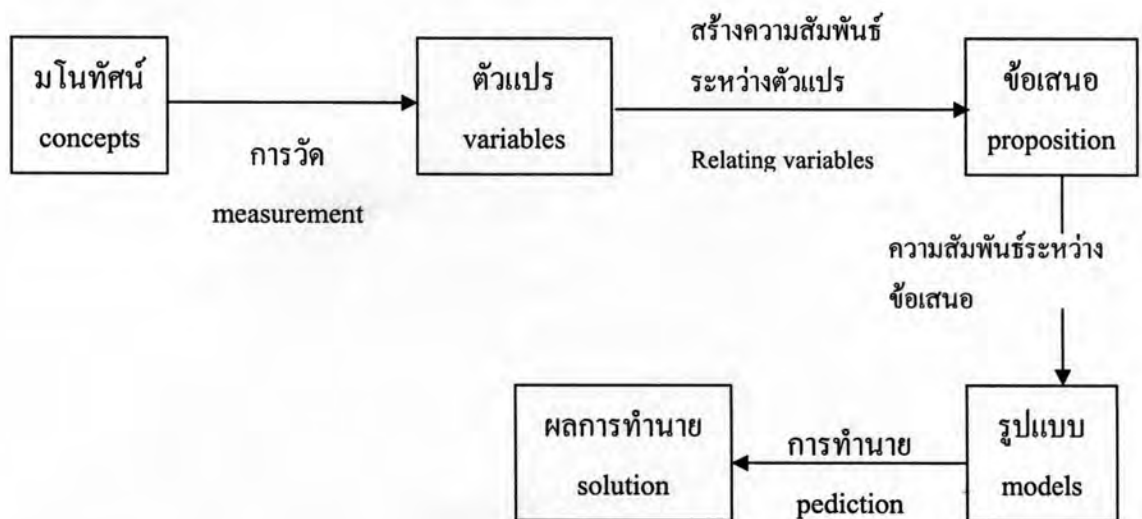 มโนทัศน์
concepts
การวัด
measurement
ตัวแปร
variables
สร้างความสัมพันธ์
ระหว่างตัวแปร
Relating variables
ข้อเสนอ
proposition
ความสัมพันธ์ระหว่าง
ข้อเสนอ
รูปแบบ
models
การทำนาย
pediction
ผลการทำนาย
solution